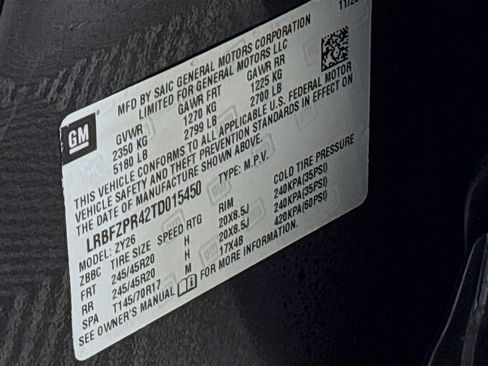 11/25
GM
MFD BY SAIC GENERAL MOTORS CORPORATION
LIMITED FOR GENERAL MOTORS LLC
GVWR GAWR FRT GAWR RR
2350 KG 1270 KG 1225 KG
5180 LB 2799 LB 2700 LB
THIS VEHICLE CONFORMS TO ALL APPLICABLE U.S. FEDERAL MOTOR
VEHICLE SAFETY AND THEFT PREVENTION STANDARDS IN EFFECT ON
THE DATE OF MANUFACTURE SHOWN ABOVE.
LRBFZPR42TD015450 TYPE: M.P.V.
MODEL: ZY26
ZBBC TIRE SIZE SPEED RTG RIM COLD TIRE PRESSURE
FRT 245/45R20 H 20X8.5J 240KPA(35PSI)
RR 245/45R20 H 20X8.5J 240KPA(35PSI)
SPA T145/70R17 M 17X4B 420KPA(60PSI)
SEE OWNER'S MANUAL FOR MORE INFORMATION.